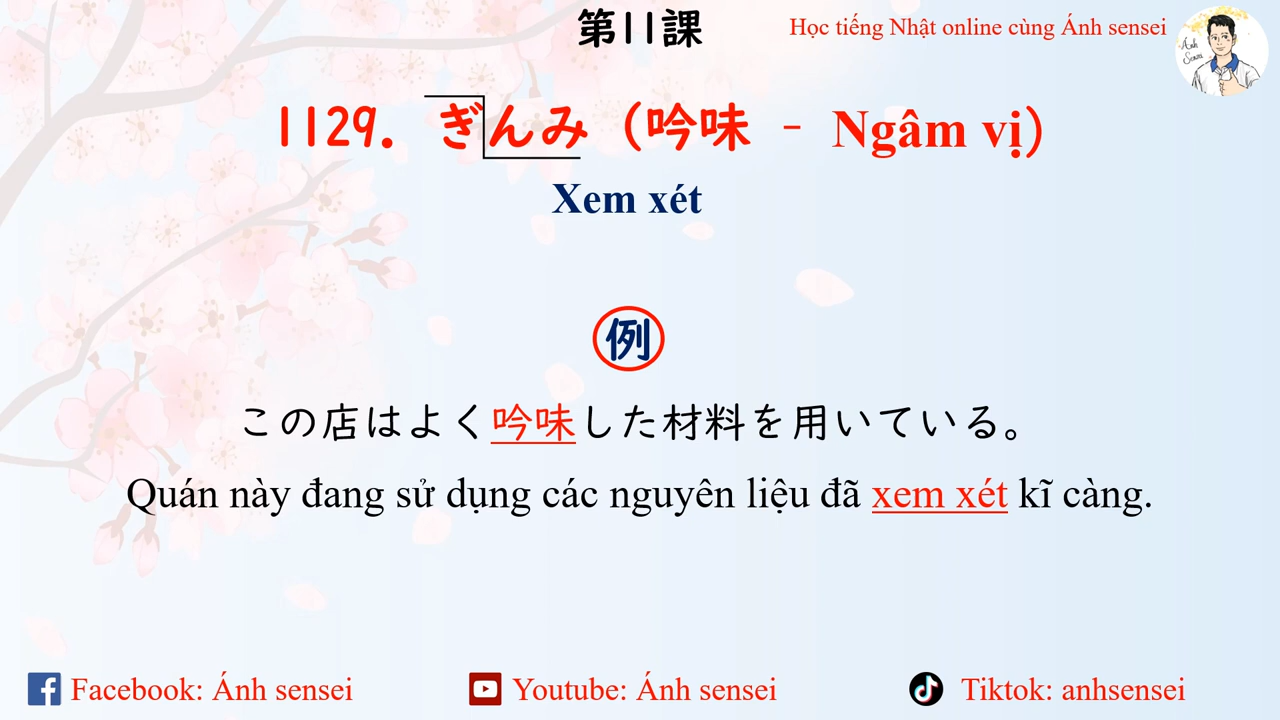 第11課
Học tiếng Nhật online cùng Ánh sensei
Ánh Sensei
1129. ぎんみ (吟味 - Ngâm vị)
Xem xét
例
この店はよく吟味した材料を用いている。
Quán này đang sử dụng các nguyên liệu đã xem xét kĩ càng.
Facebook: Ánh sensei
Youtube: Ánh sensei
Tiktok: anhsensei